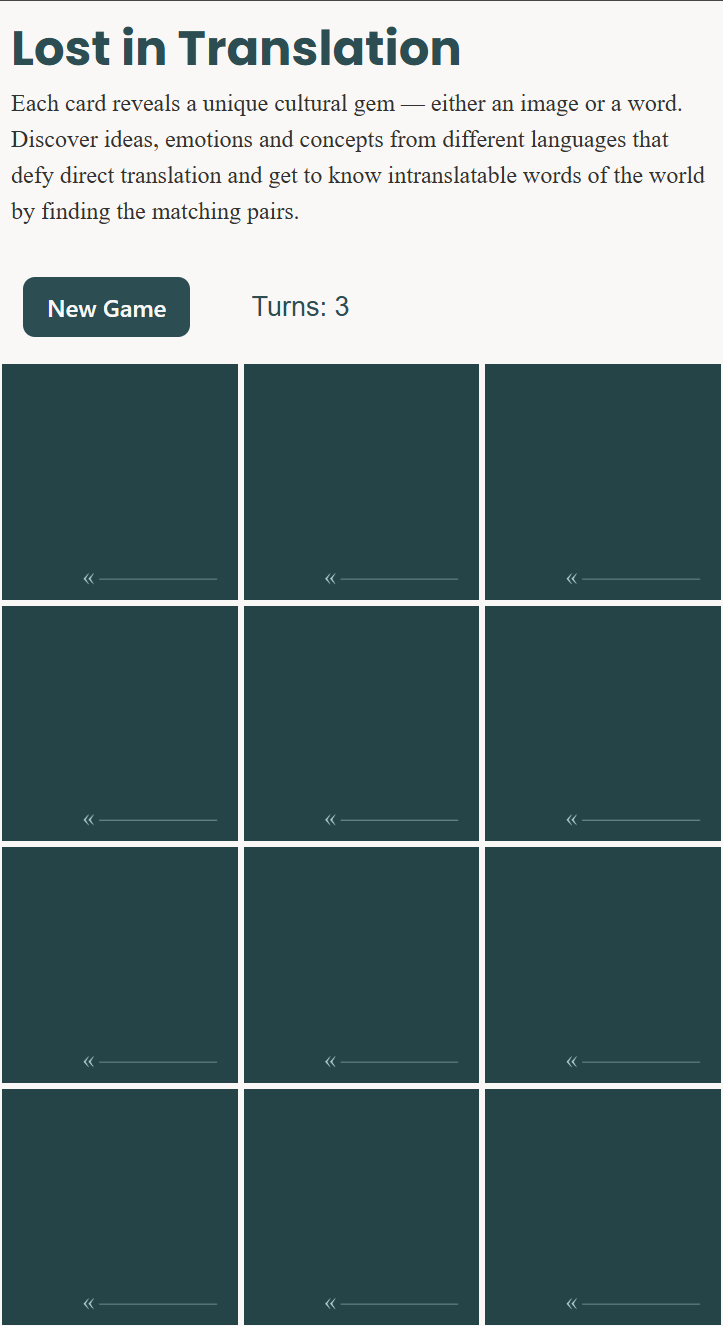 Lost in Translation
Each card reveals a unique cultural gem — either an image or a word.
Discover ideas, emotions and concepts from different languages that
defy direct translation and get to know intranslatable words of the world
by finding the matching pairs.
New Game
Turns: 3
«
«
«
«
«
«
«
«
«
«
«
«